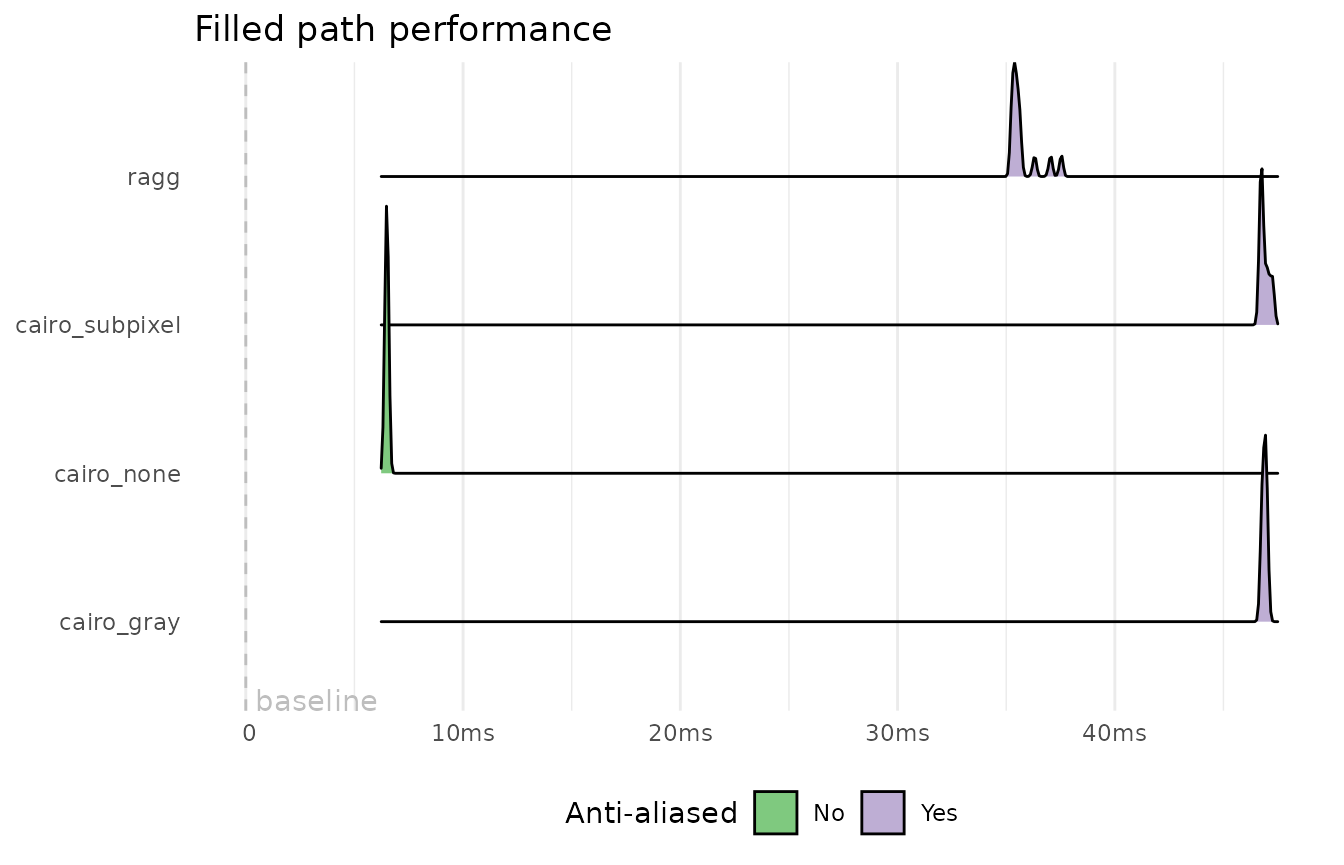 Filled path performance
ragg
cairo_subpixel
cairo_none
cairo_gray
baseline
0 10ms 20ms 30ms 40ms
Anti-aliased No Yes